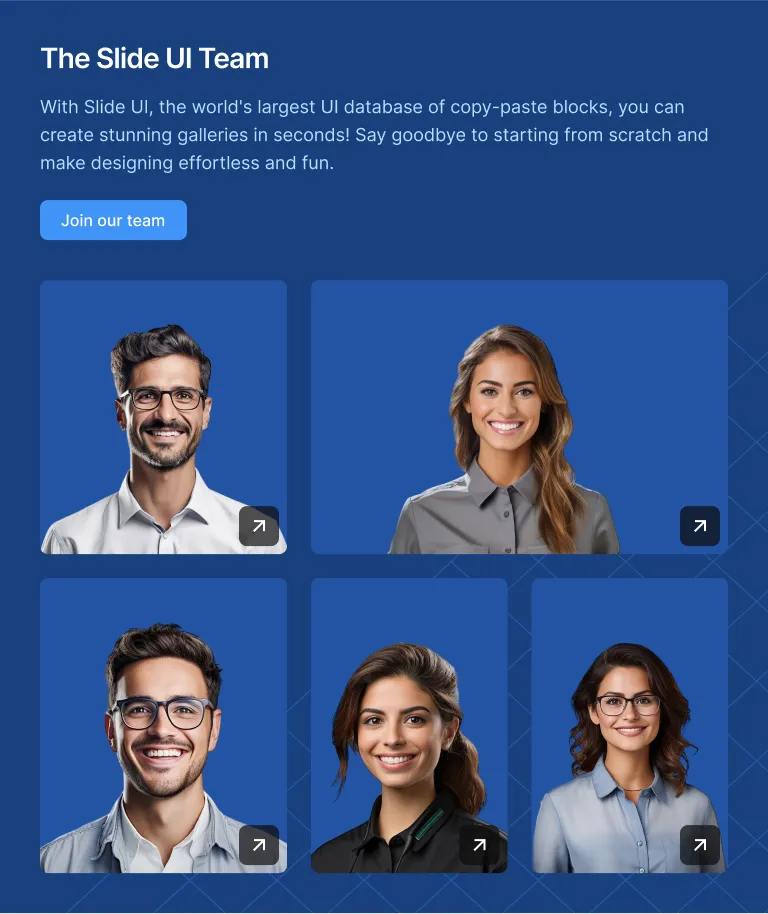 The Slide UI Team
With Slide UI, the world's largest UI database of copy-paste blocks, you can
create stunning galleries in seconds! Say goodbye to starting from scratch and
make designing effortless and fun.
Join our team